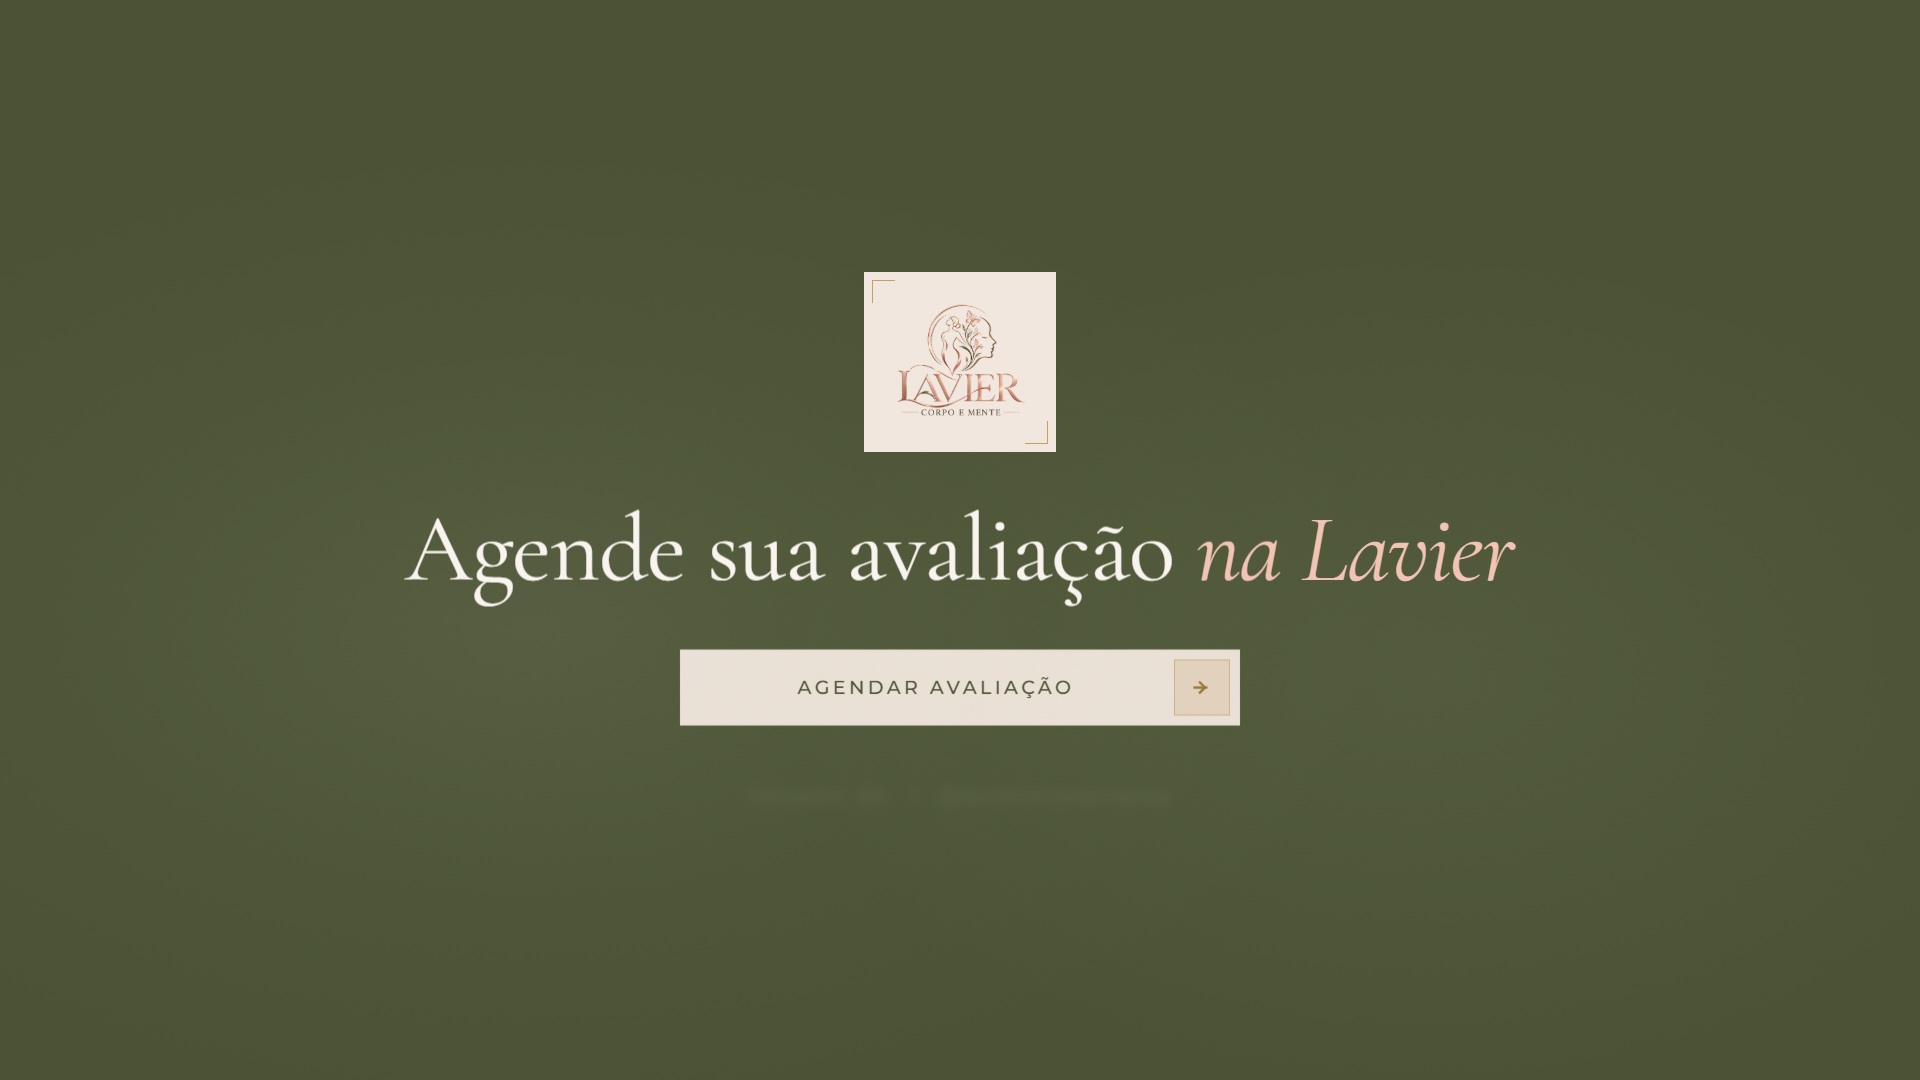 LAVIER
CORPO E MENTE
Agende sua avaliação na Lavier
AGENDAR AVALIAÇÃO